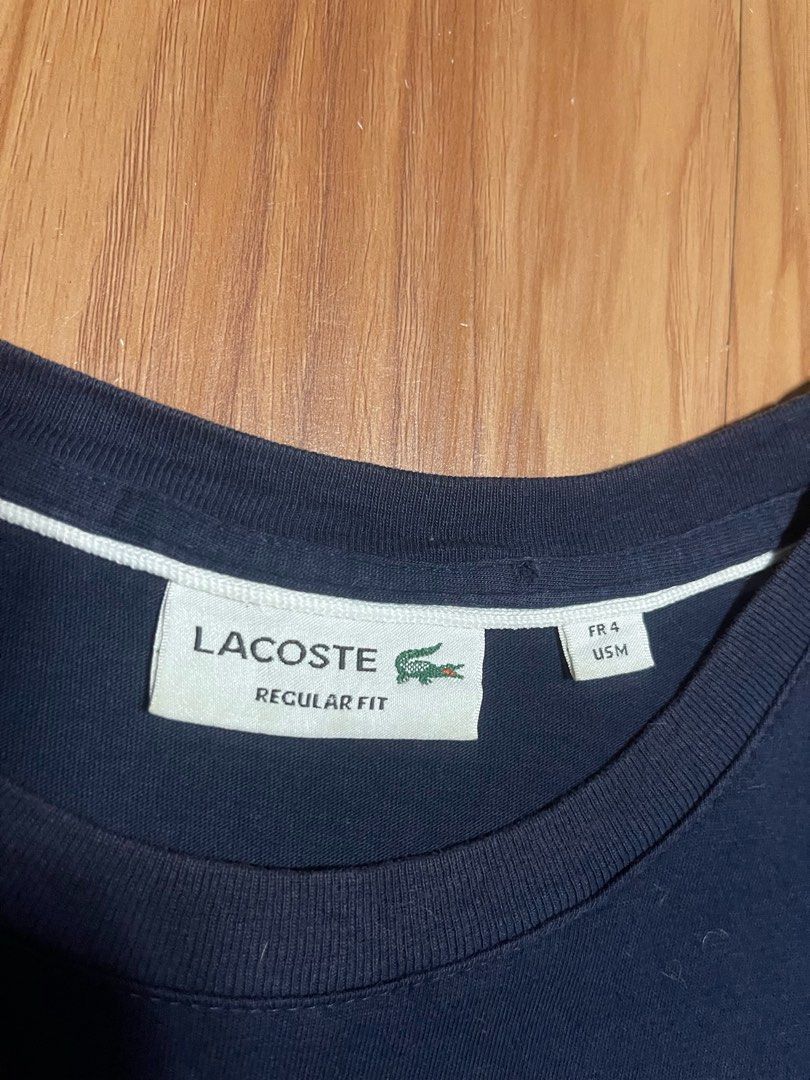 LACOSTE
REGULAR FIT
FR 4
US M